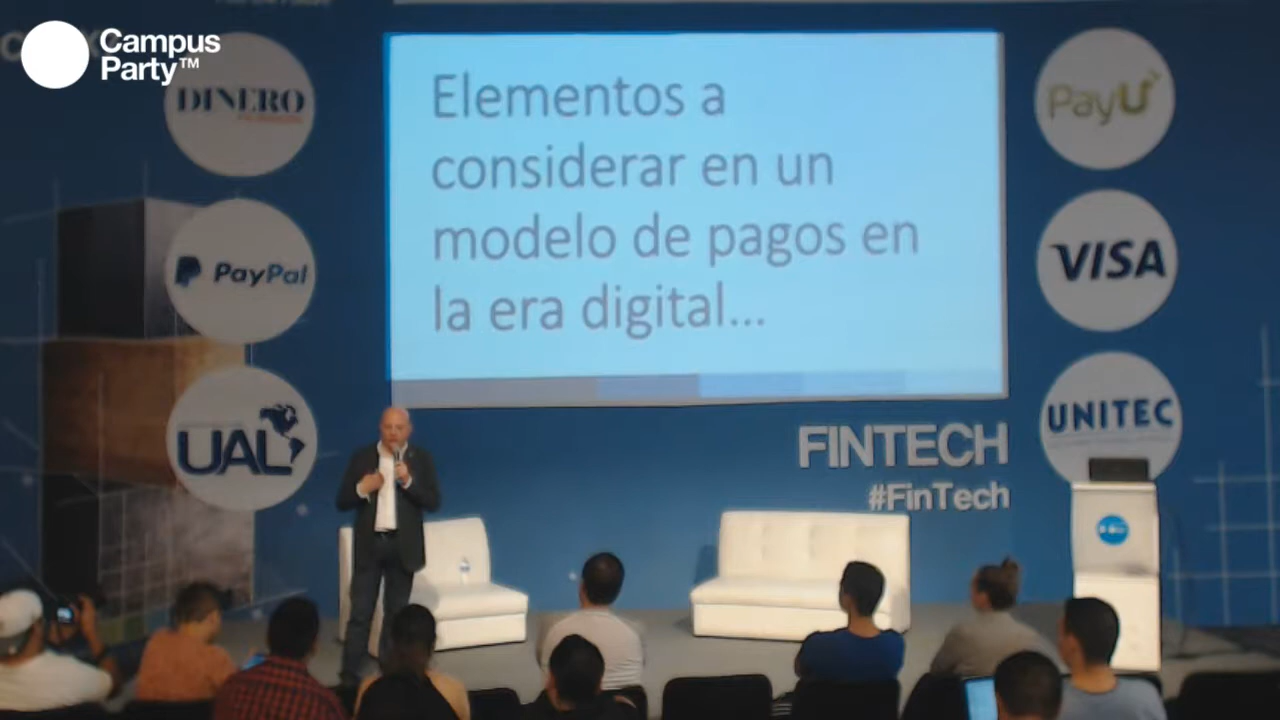 Campus
Party™
DINERO
PayPal
UAL
Elementos a
considerar en un
modelo de pagos en
la era digital...
PayU
VISA
UNITEC
FINTECH
#FinTech